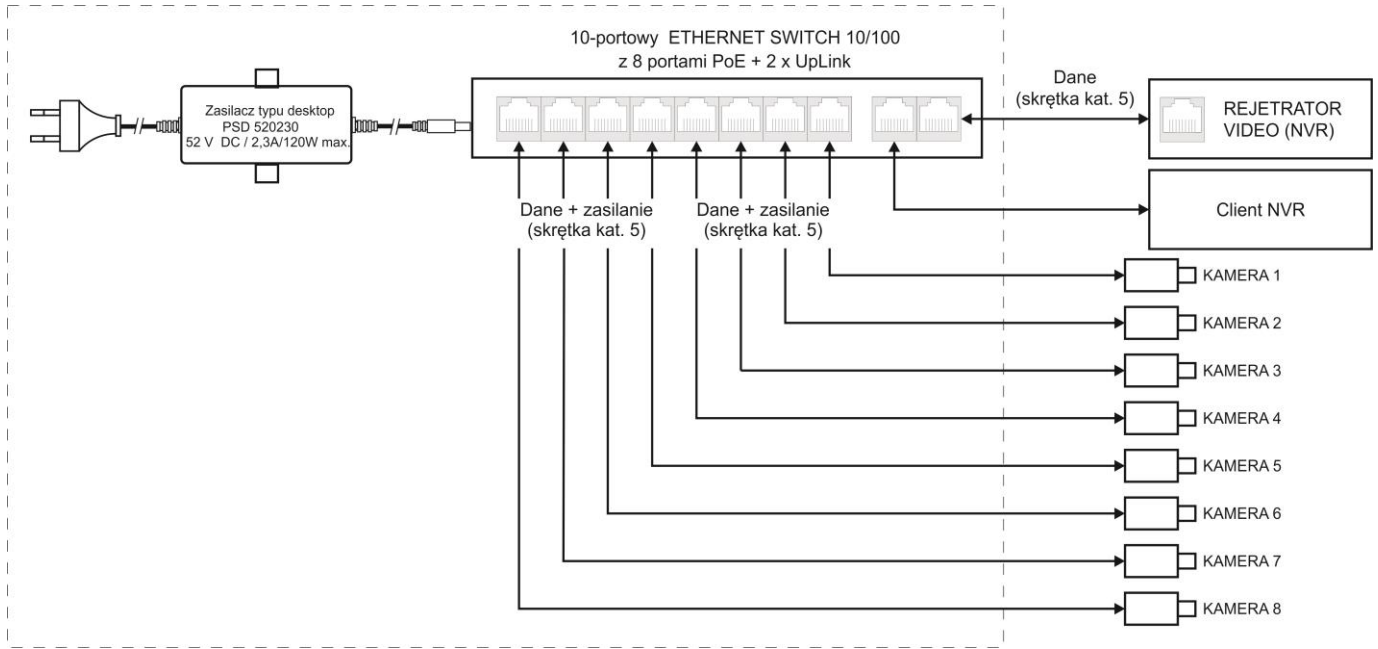 10-portowy ETHERNET SWITCH 10/100
z 8 portami PoE + 2 x UpLink
Zasilacz typu desktop
PSD 520230
52 V DC / 2,3A/120W max.
Dane
(skrętka kat. 5)
REJETRATOR
VIDEO (NVR)
Client NVR
Dane + zasilanie
(skrętka kat. 5)
Dane + zasilanie
(skrętka kat. 5)
KAMERA 1
KAMERA 2
KAMERA 3
KAMERA 4
KAMERA 5
KAMERA 6
KAMERA 7
KAMERA 8